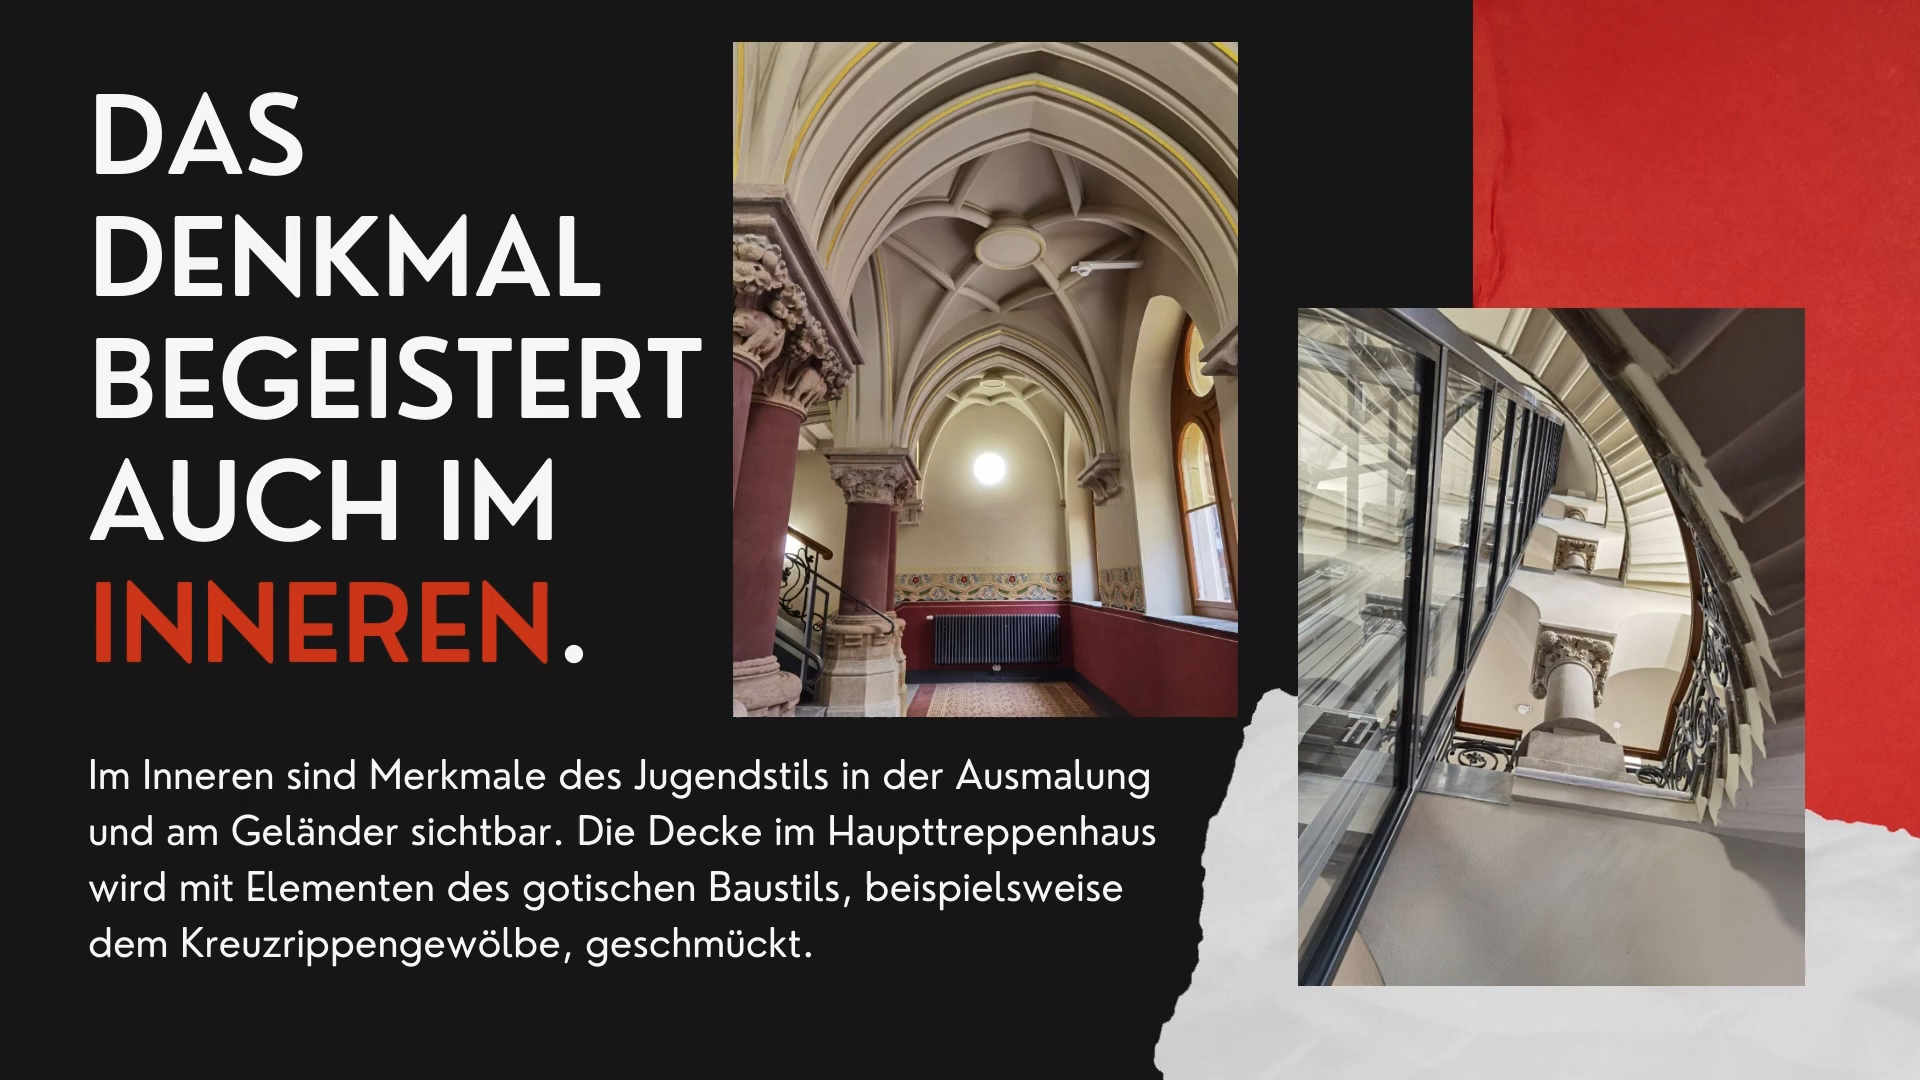 DAS
DENKMAL
BEGEISTERT
AUCH IM
INNEREN.
Im Inneren sind Merkmale des Jugendstils in der Ausmalung
und am Geländer sichtbar. Die Decke im Haupttreppenhaus
wird mit Elementen des gotischen Baustils, beispielsweise
dem Kreuzrippengewölbe, geschmückt.